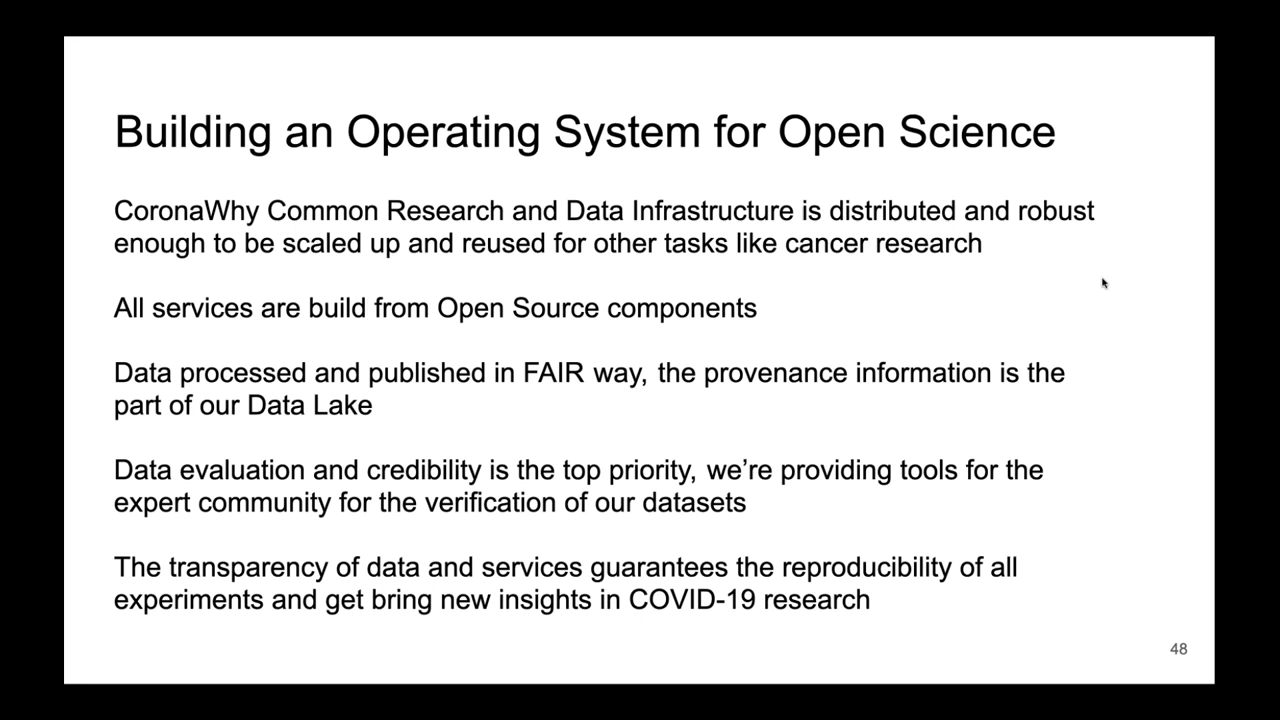 Building an Operating System for Open Science
CoronaWhy Common Research and Data Infrastructure is distributed and robust
enough to be scaled up and reused for other tasks like cancer research
All services are build from Open Source components
Data processed and published in FAIR way, the provenance information is the
part of our Data Lake
Data evaluation and credibility is the top priority, we’re providing tools for the
expert community for the verification of our datasets
The transparency of data and services guarantees the reproducibility of all
experiments and get bring new insights in COVID-19 research
48